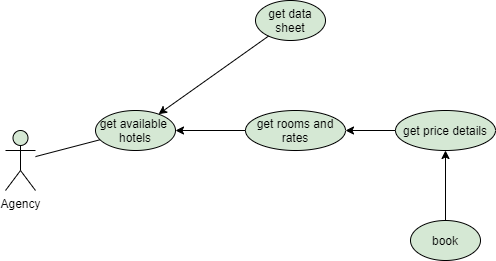 get data
sheet
get available
hotels
get rooms and
rates
get price details
Agency
book